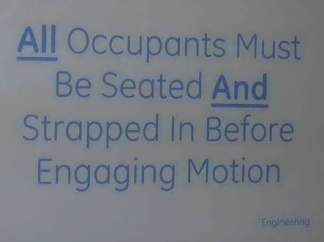 All Occupants Must
Be Seated And
Strapped In Before
Engaging Motion
Engineering